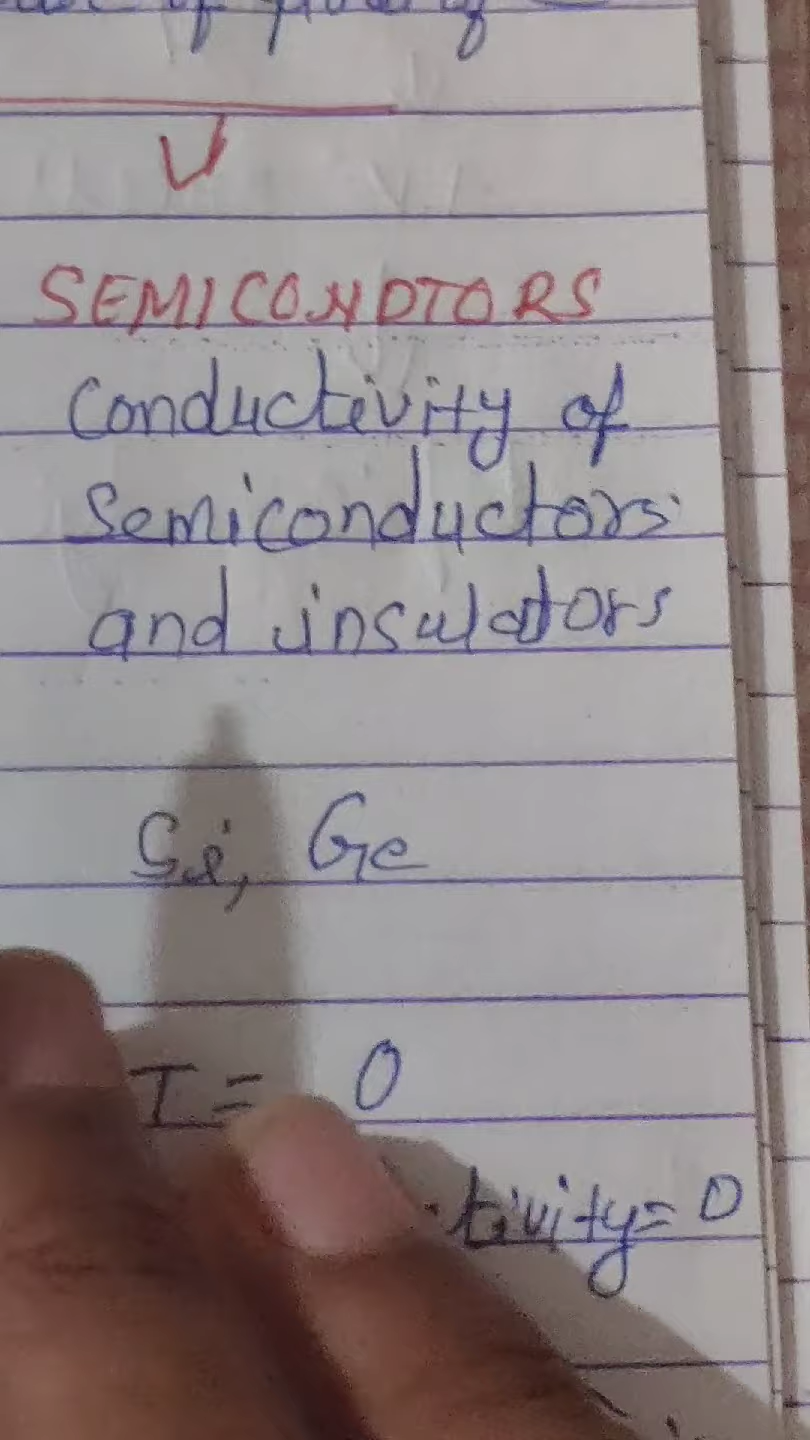 SEMICONDTORS
Conductivity of
Semiconductors
and insulators
Si, Ge
I= 0
tivity= 0